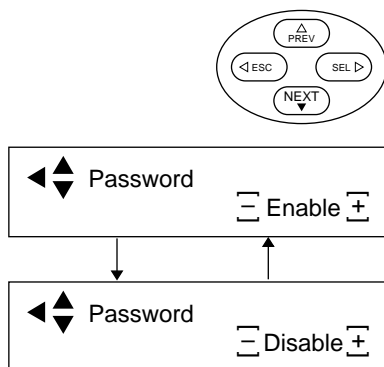 PREV
ESC SEL
NEXT
Password
− Enable +
Password
− Disable +